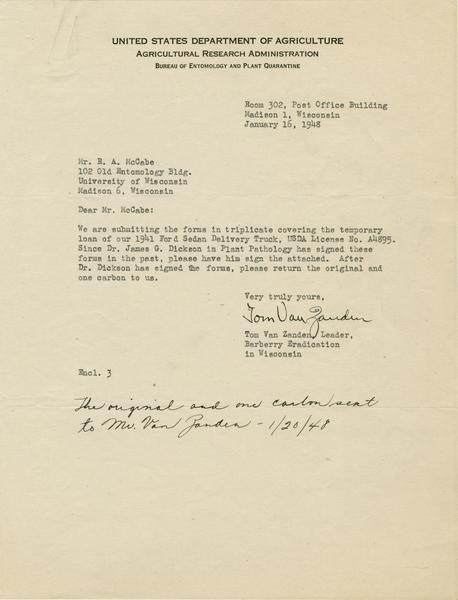 UNITED STATES DEPARTMENT OF AGRICULTURE
AGRICULTURAL RESEARCH ADMINISTRATION
BUREAU OF ENTOMOLOGY AND PLANT QUARANTINE
Room 302, Post Office Building
Madison 1, Wisconsin
January 16, 1948
Mr. R. A. McCabe
102 Old Entomology Bldg.
University of Wisconsin
Madison 6, Wisconsin
Dear Mr. McCabe:
We are submitting the forms in triplicate covering the temporary
loan of our 1941 Ford Sedan Delivery Truck, USDA License No. A4895.
Since Dr. James G. Dickson in Plant Pathology has signed these
forms in the past, please have him sign the attached. After
Dr. Dickson has signed the forms, please return the original and
one carbon to us.
Very truly yours,
Tom Van Zanden
Tom Van Zanden, Leader,
Barberry Eradication
in Wisconsin
Encl. 3
The original and one carbon sent
to Mr. Van Zanden - 1/20/48